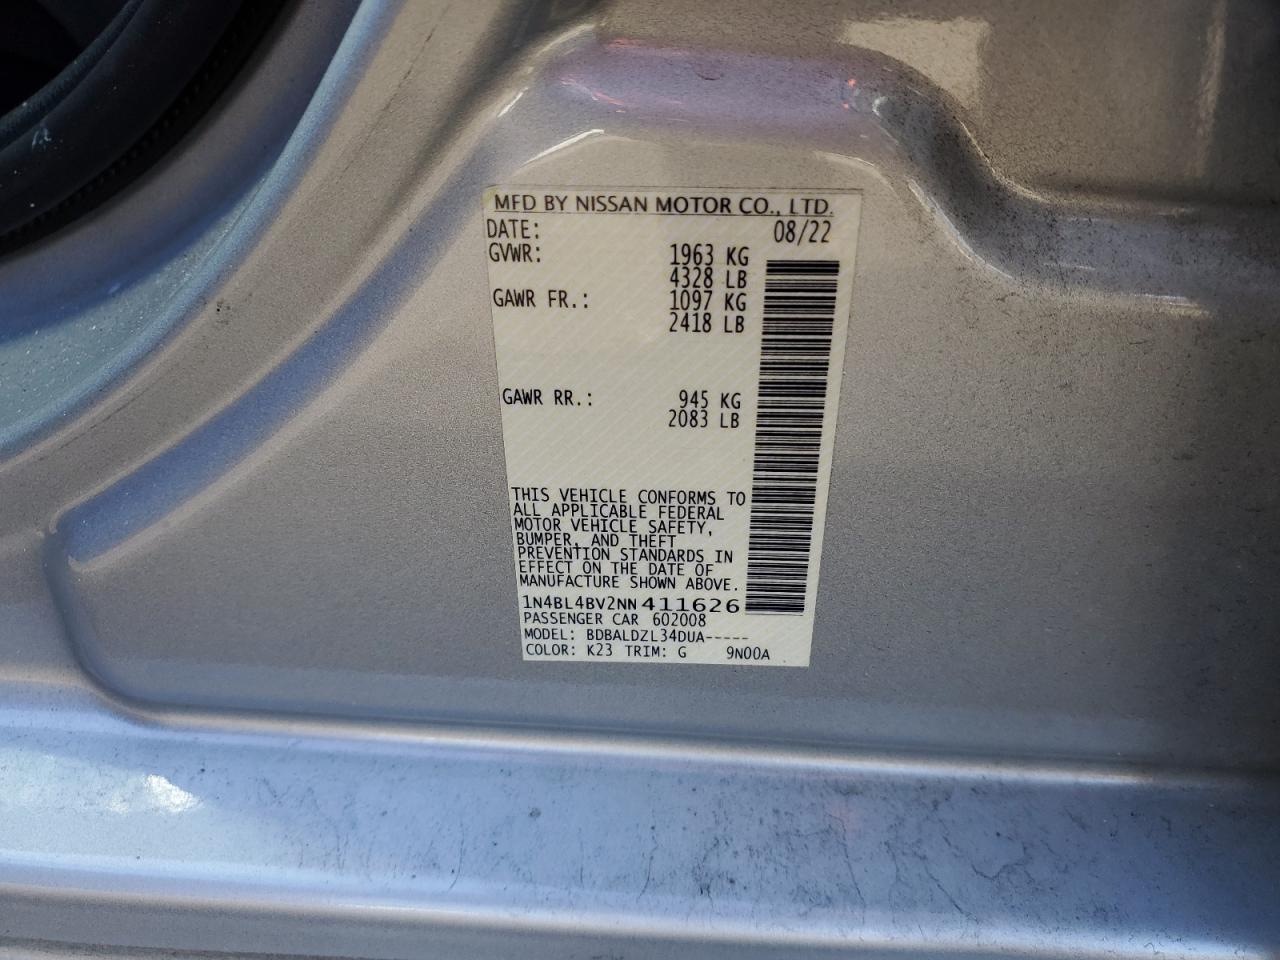 MFD BY NISSAN MOTOR CO., LTD.
DATE: 08/22
GVWR: 1963 KG
4328 LB
GAWR FR.: 1097 KG
2418 LB
GAWR RR.: 945 KG
2083 LB
THIS VEHICLE CONFORMS TO
ALL APPLICABLE FEDERAL
MOTOR VEHICLE SAFETY,
BUMPER, AND THEFT
PREVENTION STANDARDS IN
EFFECT ON THE DATE OF
MANUFACTURE SHOWN ABOVE.
1N4BL4BV2NN411626
PASSENGER CAR 602008
MODEL: BDBALDZL34DUA-----
COLOR: K23 TRIM: G 9N00A